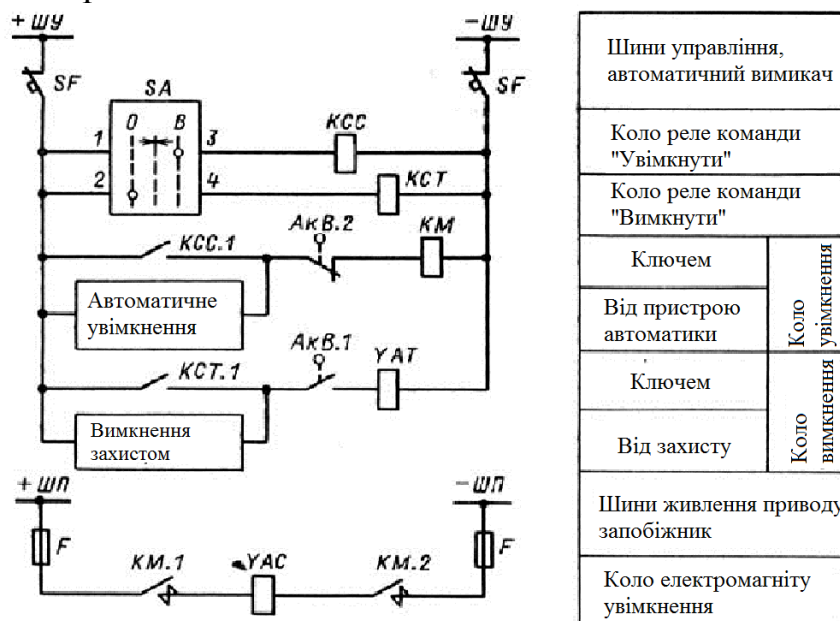 + ШУ
– ШУ
SF
SF
SA
О В
1
3
КСС
2
4
КСТ
КСС.1
АкВ.2
КМ
Автоматичне
увімкнення
КСТ.1
АкВ.1
YAT
Вимкнення
захистом
+ ШП
– ШП
F
F
КМ.1
YAC
КМ.2
Шини управління,
автоматичний вимикач
Коло реле команди
"Увімкнути"
Коло реле команди
"Вимкнути"
Ключем
Від пристрою
автоматики
Коло
увімкнення
Ключем
Від захисту
Коло
вимкнення
Шини живлення приводу
запобіжник
Коло електромагніту
увімкнення